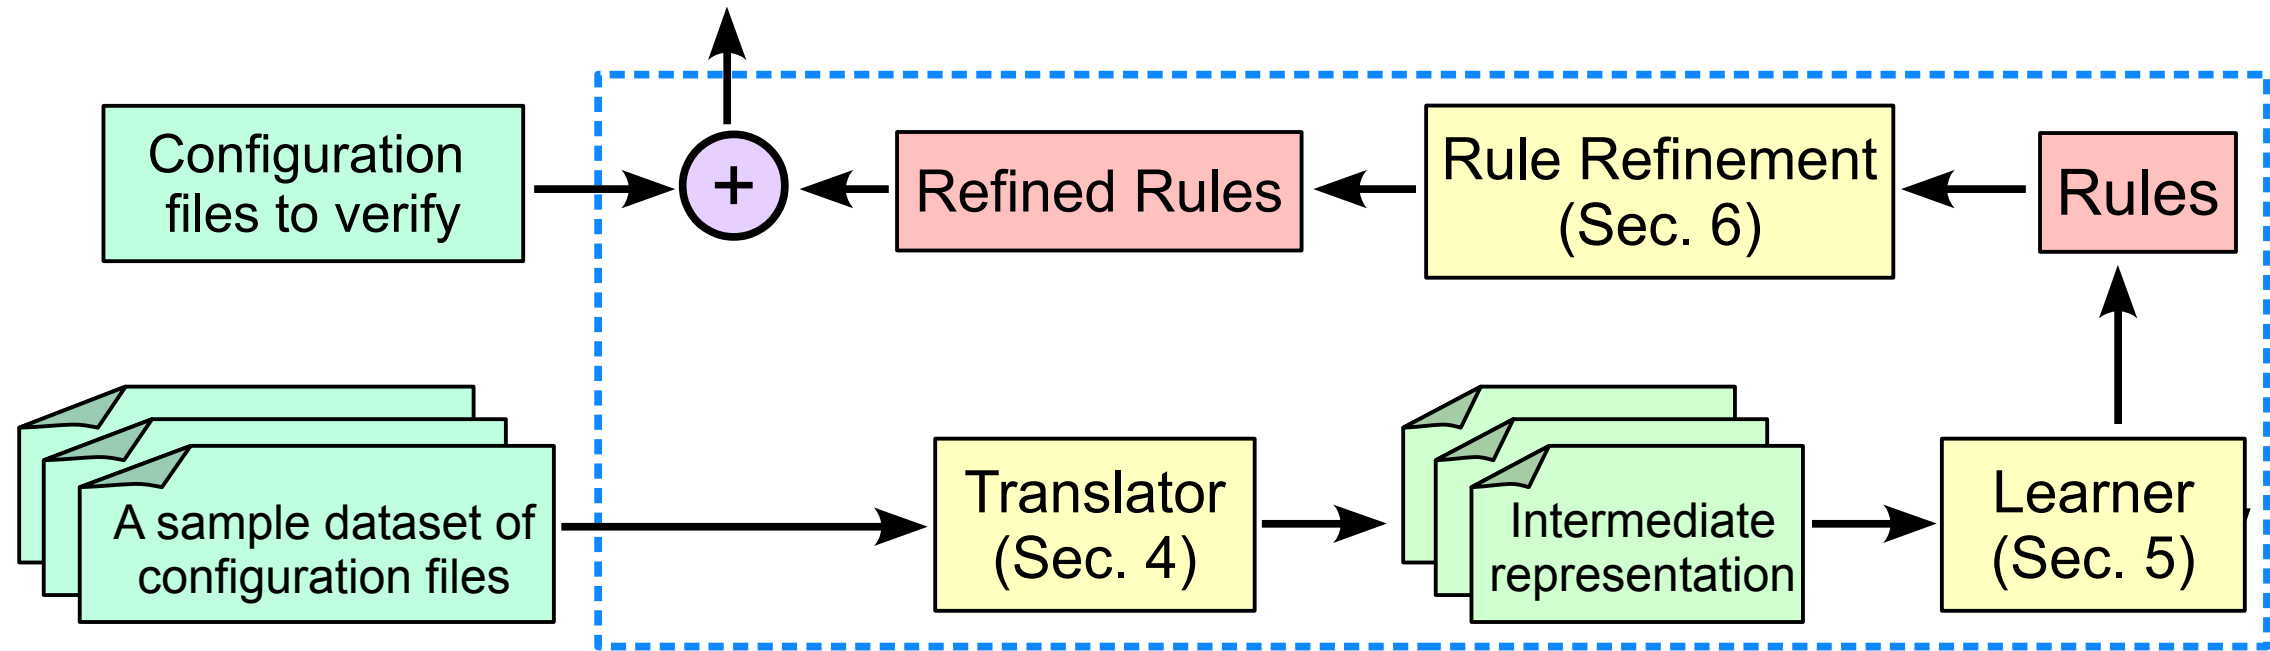 Configuration
files to verify
+
Refined Rules
Rule Refinement
(Sec. 6)
Rules
A sample dataset of
configuration files
Translator
(Sec. 4)
Intermediate
representation
Learner
(Sec. 5)